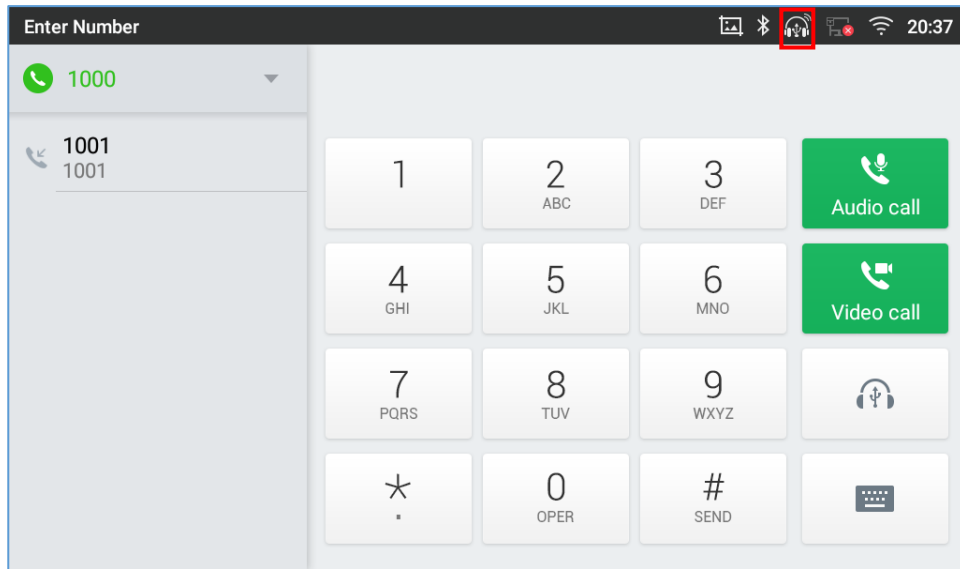 Enter Number
20:37
1000
1001
1001
1
2
ABC
3
DEF
Audio call
4
GHI
5
JKL
6
MNO
Video call
7
PQRS
8
TUV
9
WXYZ
*
.
0
OPER
#
SEND